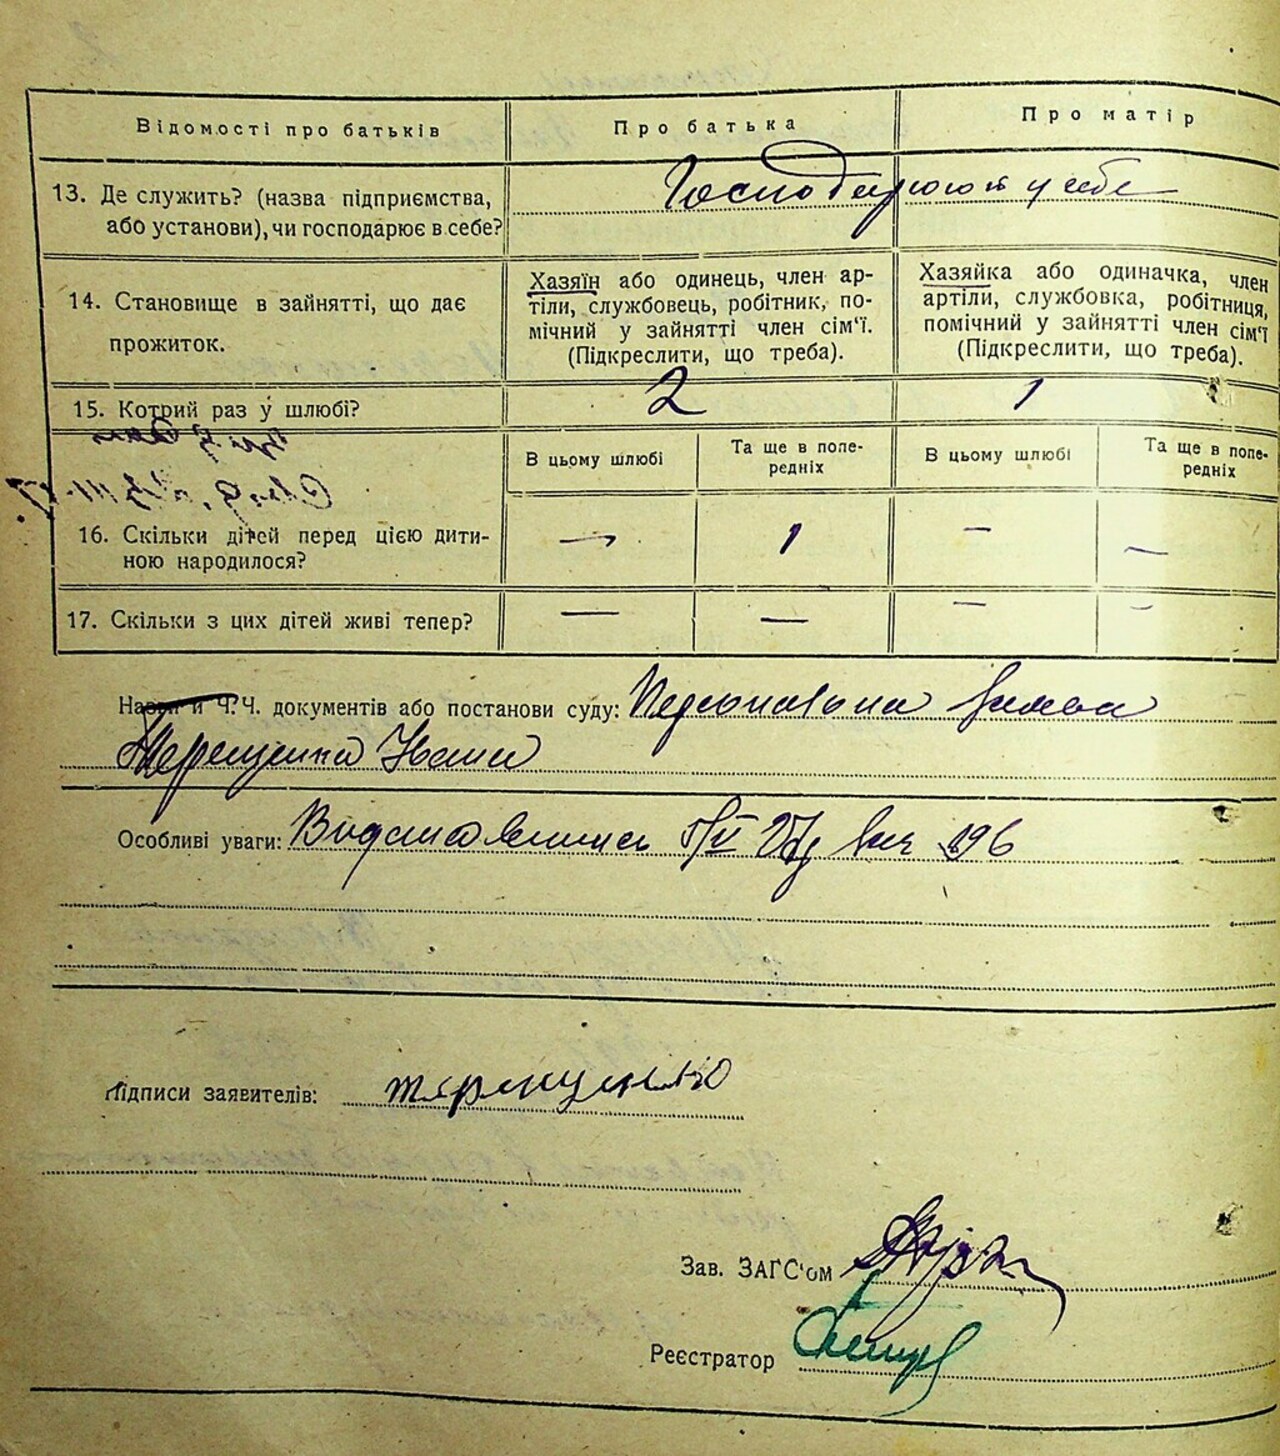 Відомості про батьків
Про батька
Про матір
13. Де служить? (назва підприємства,
або установи), чи господарює в себе?
Господарюють у себе
14. Становище в зайнятті, що дає
прожиток.
Хазяїн або одинець, член ар-
тіли, службовець, робітник, по-
мічний у зайнятті член сім'ї.
(Підкреслити, що треба).
Хазяйка або одиначка, член
артіли, службовка, робітниця,
помічний у зайнятті член сім'ї
(Підкреслити, що треба).
15. Котрий раз у шлюбі?
2
1
В цьому шлюбі
Та ще в попе-
редніх
В цьому шлюбі
Та ще в попе-
редніх
16. Скільки дітей перед цією дити-
ною народилося?
—
1
—
—
17. Скільки з цих дітей живі тепер?
—
—
—
—
Назви й Ч.Ч. документів або постанови суду: Персональна заява
Терещенка Івана
Особливі уваги: 196
Підписи заявителів: терещенко
Зав. ЗАГС'ом
Реєстратор